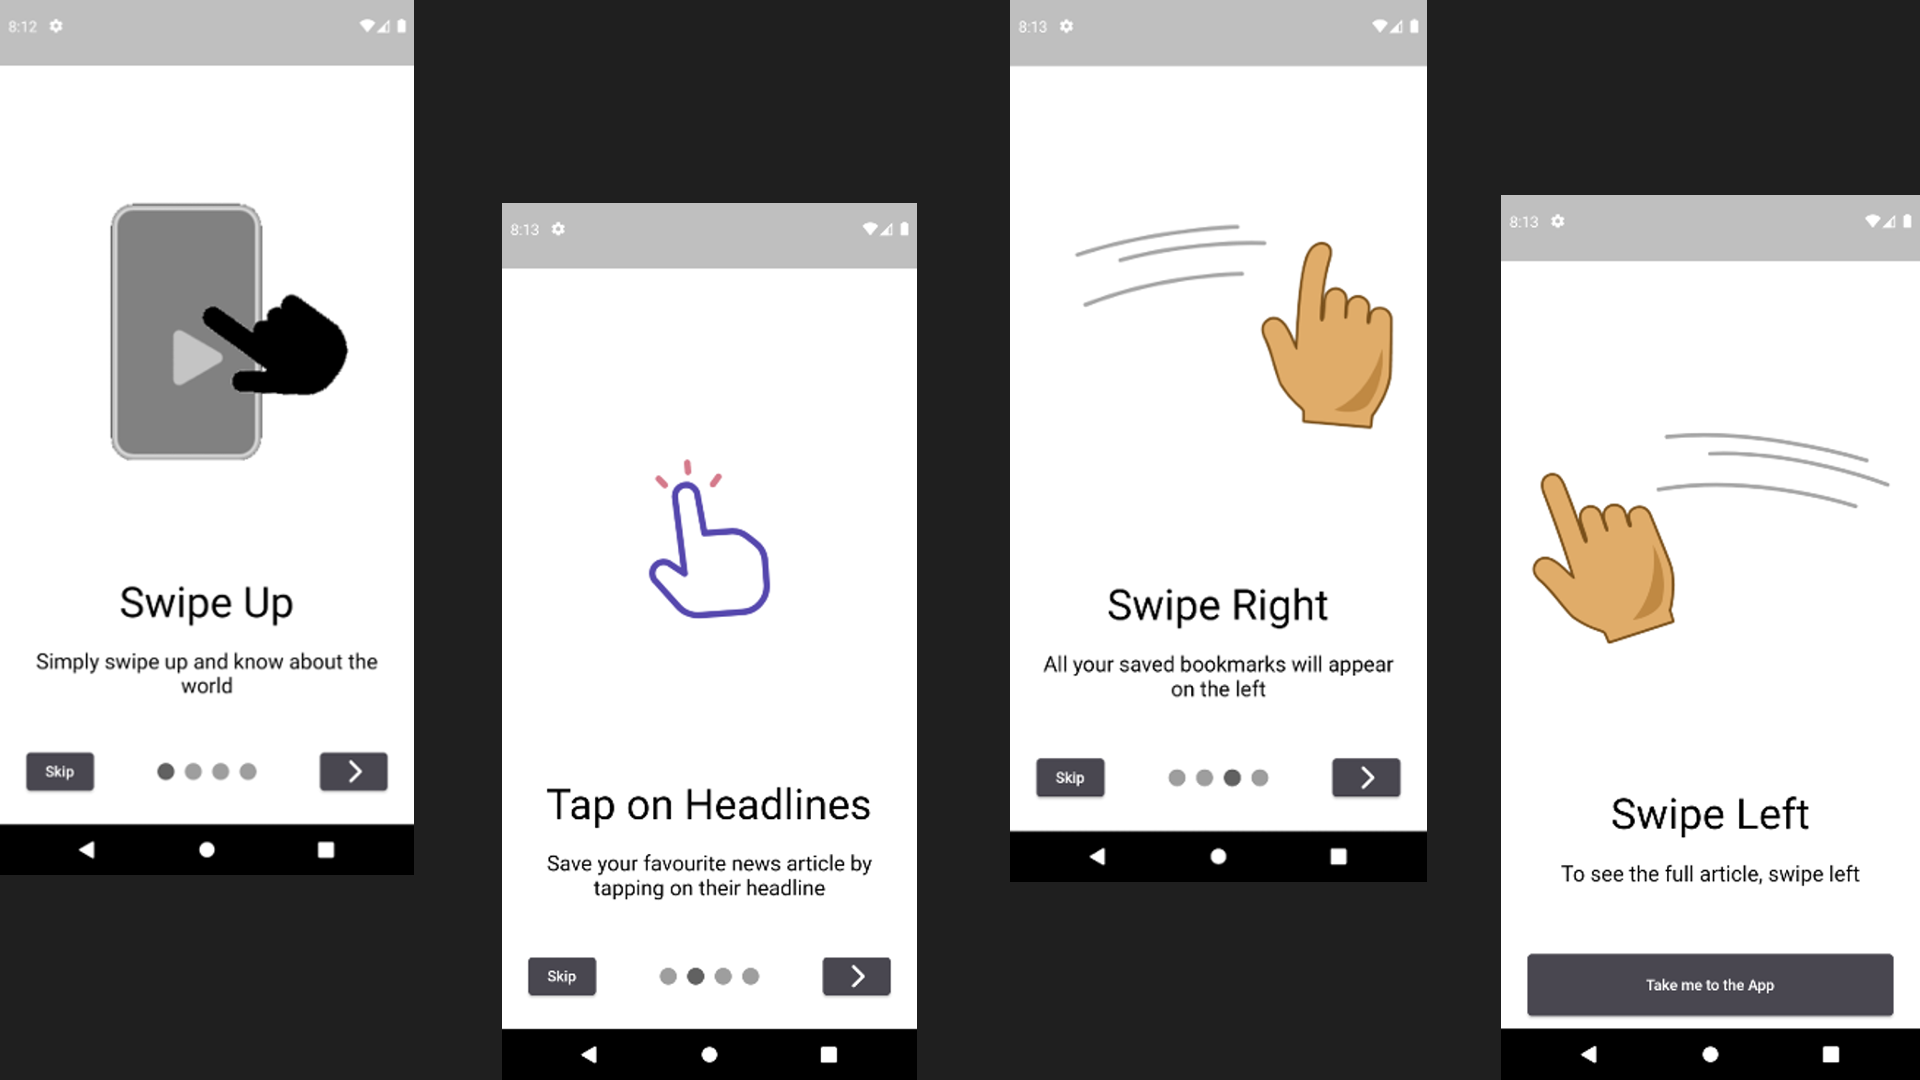 8:12
Swipe Up
Simply swipe up and know about the
world
Skip
8:13
Tap on Headlines
Save your favourite news article by
tapping on their headline
Skip
8:13
Swipe Right
All your saved bookmarks will appear
on the left
Skip
8:13
Swipe Left
To see the full article, swipe left
Take me to the App